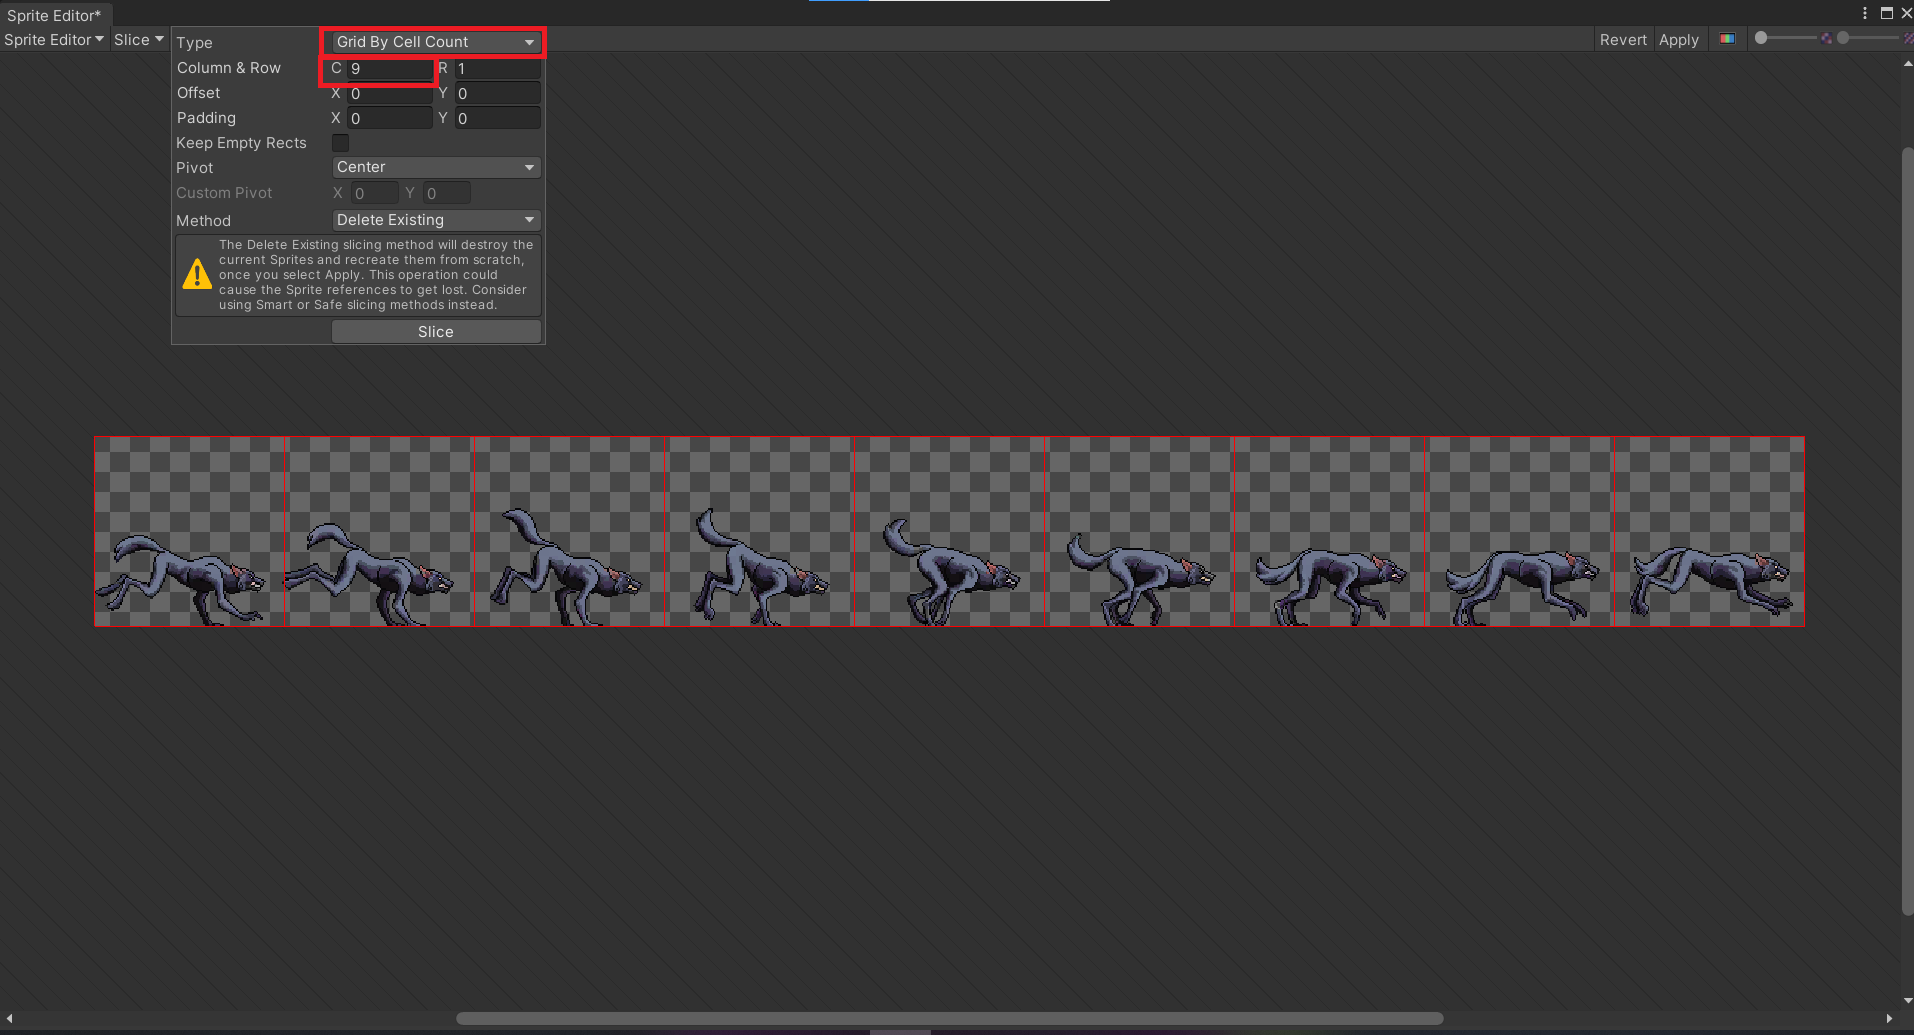 Sprite Editor*
Sprite Editor Slice Revert Apply
Type Grid By Cell Count
Column & Row C 9 R 1
Offset X 0 Y 0
Padding X 0 Y 0
Keep Empty Rects
Pivot Center
Custom Pivot X 0 Y 0
Method Delete Existing
The Delete Existing slicing method will destroy the
current Sprites and recreate them from scratch,
once you select Apply. This operation could
cause the Sprite references to get lost. Consider
using Smart or Safe slicing methods instead.
Slice